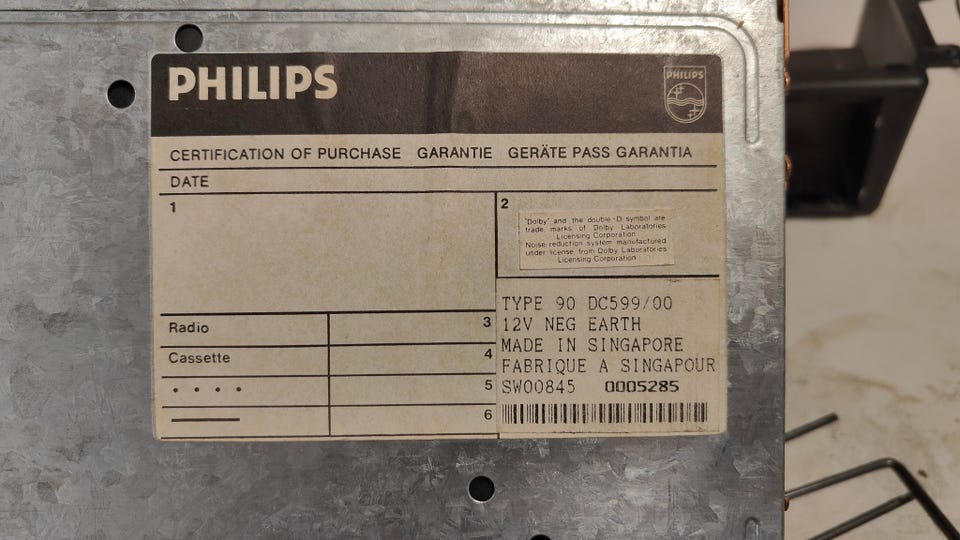 PHILIPS
PHILIPS
CERTIFICATION OF PURCHASE GARANTIE GERÄTE PASS GARANTIA
DATE
1
2
"Dolby" and the double-D symbol are
trade marks of Dolby Laboratories
Licensing Corporation
Noise reduction system manufactured
under license from Dolby Laboratories
Licensing Corporation
TYPE 90 DC599/00
12V NEG EARTH
MADE IN SINGAPORE
FABRIQUE A SINGAPOUR
SW00845 0005285
Radio
3
Cassette
4
5
6